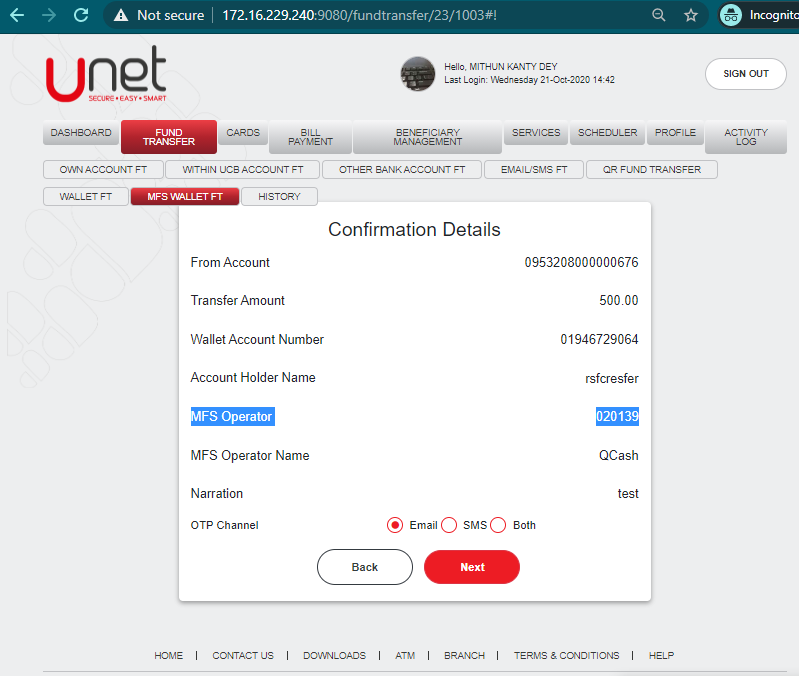 Not secure | 172.16.229.240:9080/fundtransfer/23/1003#!
Incognito
Unet
SECURE • EASY • SMART
Hello, MITHUN KANTY DEY
Last Login: Wednesday 21-Oct-2020 14:42
SIGN OUT
DASHBOARD
FUND
TRANSFER
CARDS
BILL
PAYMENT
BENEFICIARY
MANAGEMENT
SERVICES
SCHEDULER
PROFILE
ACTIVITY
LOG
OWN ACCOUNT FT
WITHIN UCB ACCOUNT FT
OTHER BANK ACCOUNT FT
EMAIL/SMS FT
QR FUND TRANSFER
WALLET FT
MFS WALLET FT
HISTORY
Confirmation Details
From Account 0953208000000676
Transfer Amount 500.00
Wallet Account Number 01946729064
Account Holder Name rsfcresfer
MFS Operator 020139
MFS Operator Name QCash
Narration test
OTP Channel Email SMS Both
Back Next
HOME | CONTACT US | DOWNLOADS | ATM | BRANCH | TERMS & CONDITIONS | HELP